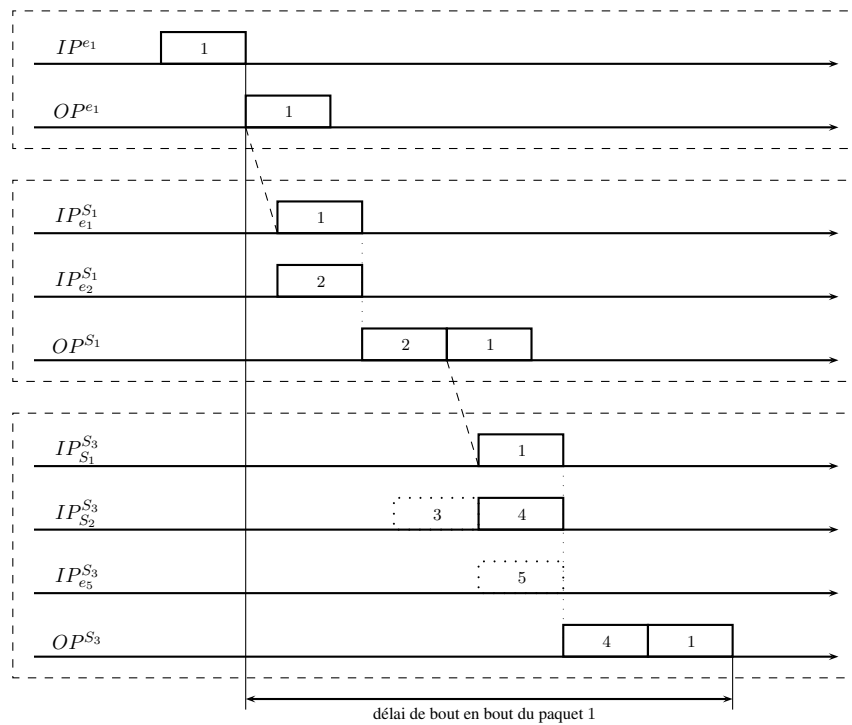 IP^{e_1} 1
OP^{e_1} 1
IP^{S_1}_{e_1} 1
IP^{S_1}_{e_2} 2
OP^{S_1} 2 1
IP^{S_3}_{S_1} 1
IP^{S_3}_{S_2} 3 4
IP^{S_3}_{e_5} 5
OP^{S_3} 4 1
délai de bout en bout du paquet 1